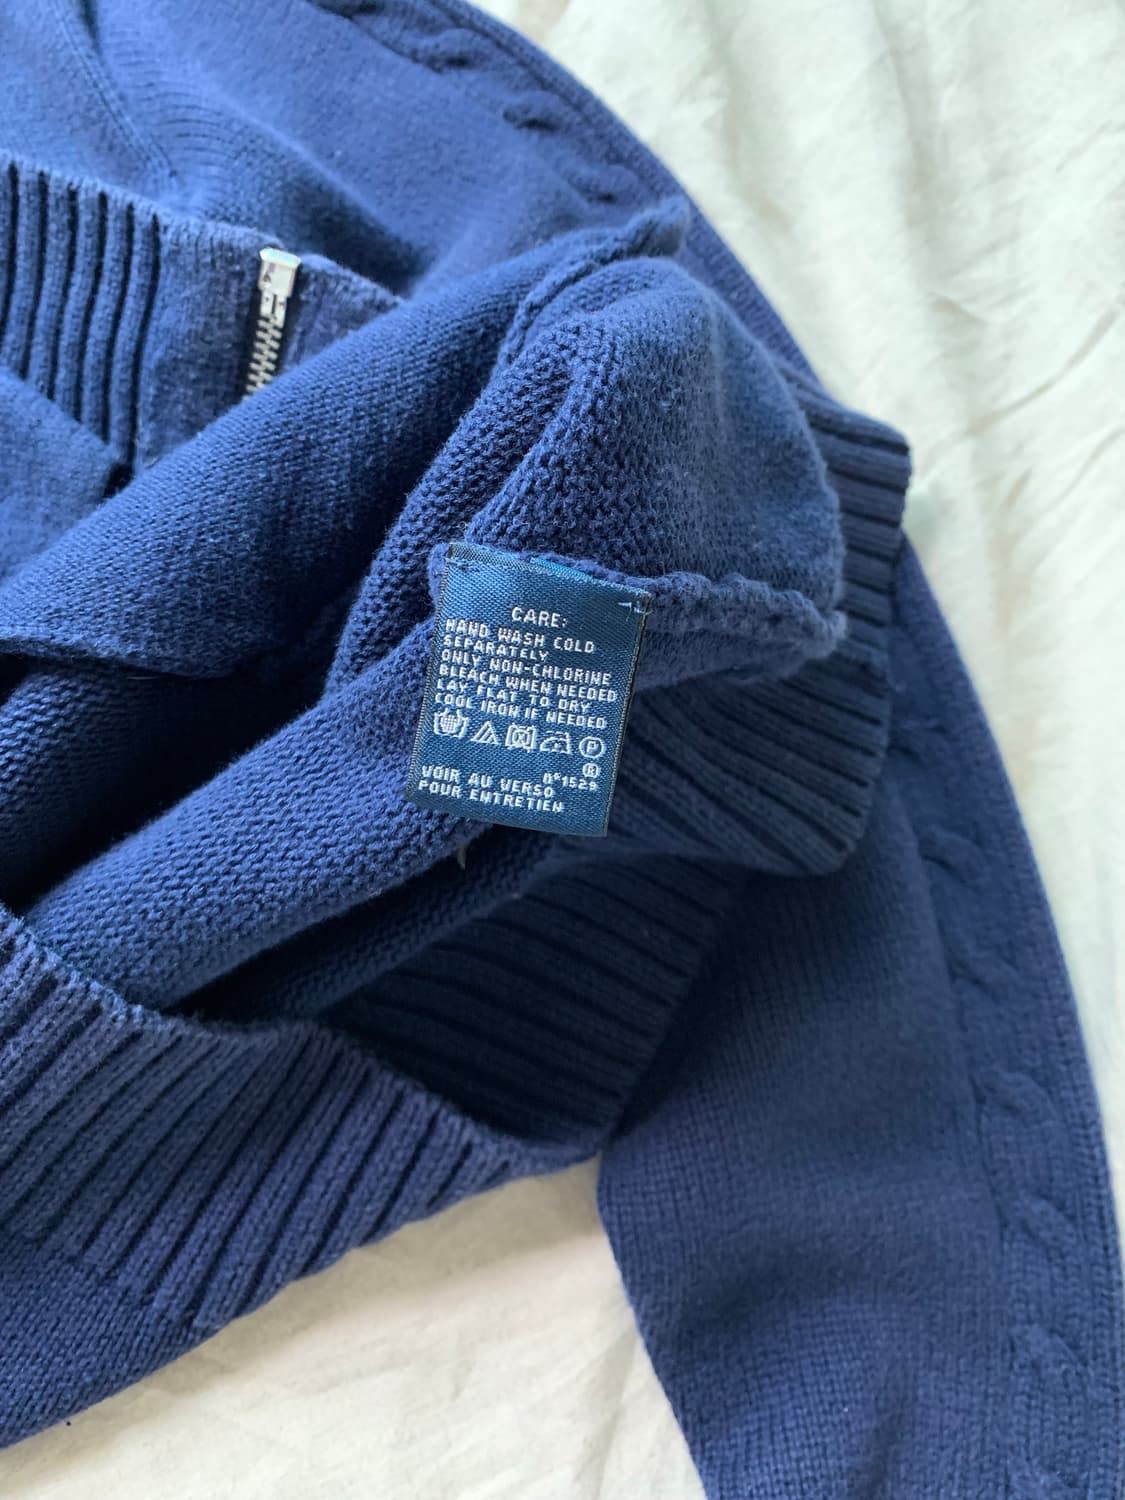 CARE:
HAND WASH COLD
SEPARATELY
ONLY NON-CHLORINE
BLEACH WHEN NEEDED
LAY FLAT TO DRY
COOL IRON IF NEEDED
P
®
VOIR AU VERSO
POUR ENTRETIEN